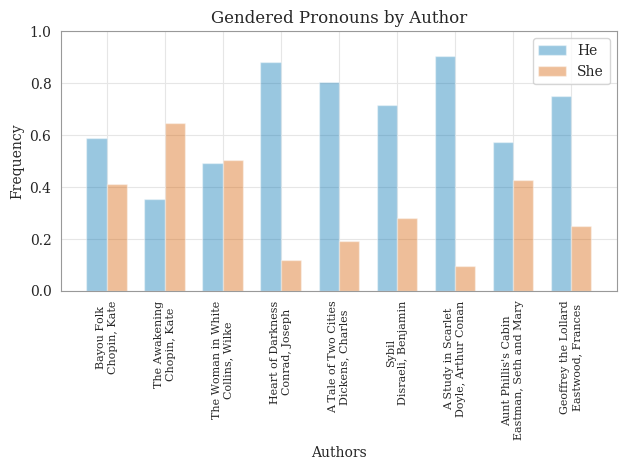 Gendered Pronouns by Author
He
She
Frequency
1.0
0.8
0.6
0.4
0.2
0.0
Bayou Folk
Chopin, Kate
The Awakening
Chopin, Kate
The Woman in White
Collins, Wilke
Heart of Darkness
Conrad, Joseph
A Tale of Two Cities
Dickens, Charles
Sybil
Disraeli, Benjamin
A Study in Scarlet
Doyle, Arthur Conan
Aunt Phillis's Cabin
Eastman, Seth and Mary
Geoffrey the Lollard
Eastwood, Frances
Authors